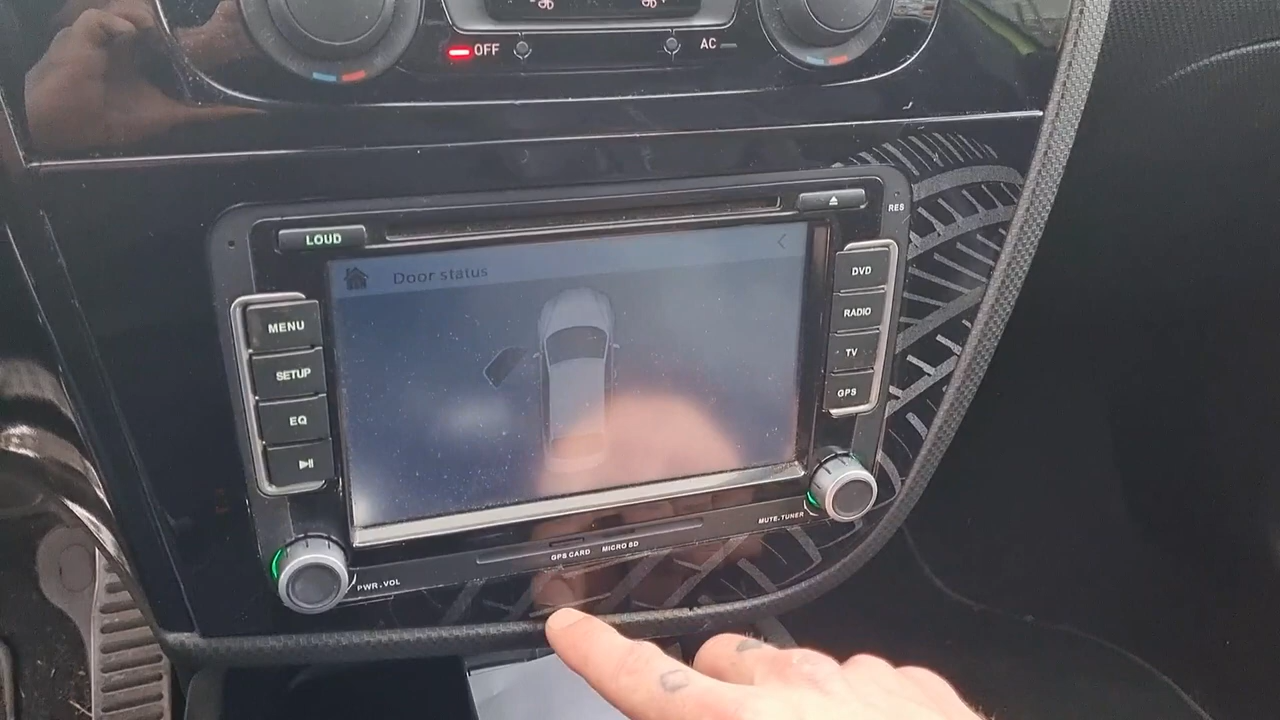 OFF
AC
LOUD
RES
Door status
MENU
SETUP
EQ
DVD
RADIO
TV
GPS
PWR.VOL
GPS CARD MICRO SD
MUTE-TUNER